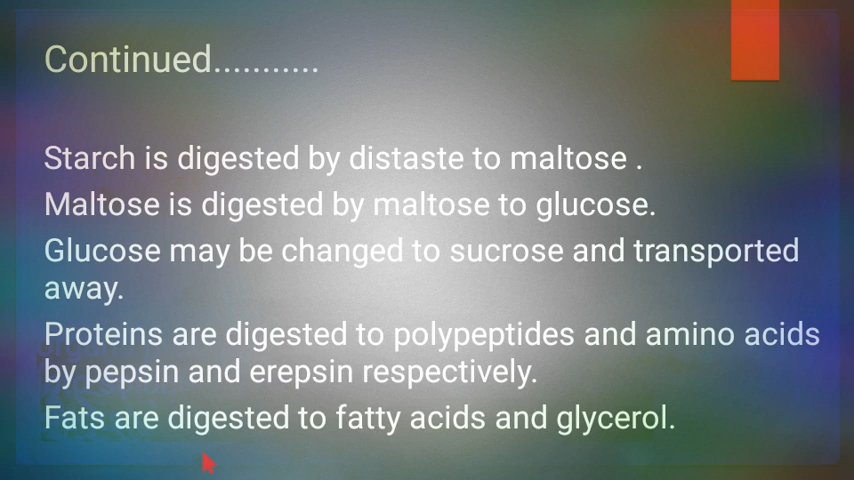 Continued...........
Starch is digested by distaste to maltose .
Maltose is digested by maltose to glucose.
Glucose may be changed to sucrose and transported
away.
Proteins are digested to polypeptides and amino acids
by pepsin and erepsin respectively.
Fats are digested to fatty acids and glycerol.